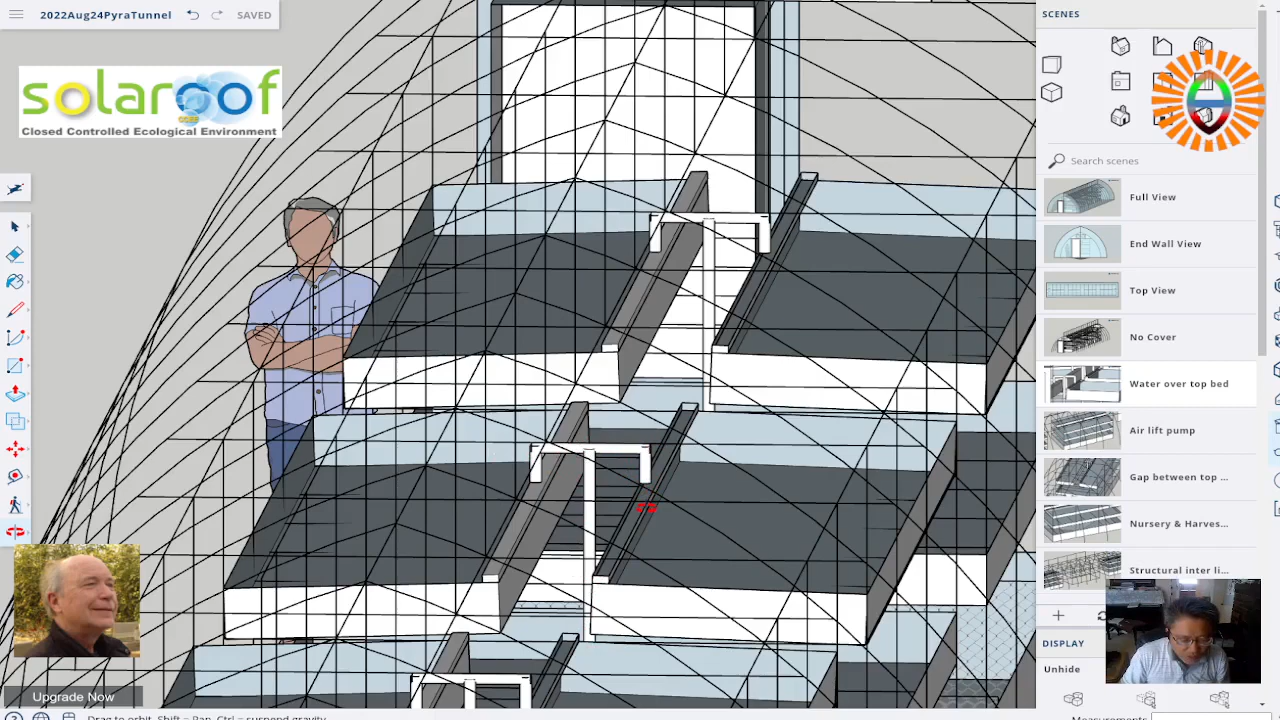 2022Aug24PyraTunnel
SAVED
solaroof
Closed Controlled Ecological Environment
SCENES
Search scenes
Full View
End Wall View
Top View
No Cover
Water over top bed
Air lift pump
Gap between top ...
Nursery & Harves...
Structural inter li...
DISPLAY
Unhide
Upgrade Now
Drag to orbit. Shift = Pan, Ctrl = suspend gravity
Measurements